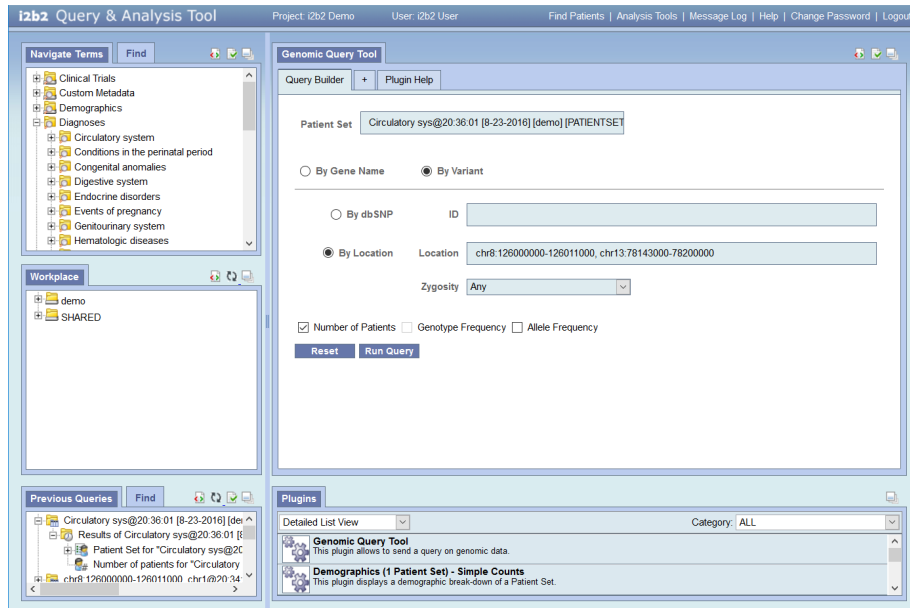 i2b2 Query & Analysis Tool
Project: i2b2 Demo
User: i2b2 User
Find Patients | Analysis Tools | Message Log | Help | Change Password | Logout
Navigate Terms
Find
Clinical Trials
Custom Metadata
Demographics
Diagnoses
Circulatory system
Conditions in the perinatal period
Congenital anomalies
Digestive system
Endocrine disorders
Events of pregnancy
Genitourinary system
Hematologic diseases
Workplace
demo
SHARED
Previous Queries
Find
Circulatory sys@20:36:01 [8-23-2016] [de
Results of Circulatory sys@20:36:01 [8
Patient Set for "Circulatory sys@20
Number of patients for "Circulatory
chr8:126000000-126011000, chr1@20:34:
Genomic Query Tool
Query Builder
+
Plugin Help
Patient Set
Circulatory sys@20:36:01 [8-23-2016] [demo] [PATIENTSET
By Gene Name
By Variant
By dbSNP
ID
By Location
Location
chr8:126000000-126011000, chr13:78143000-78200000
Zygosity
Any
Number of Patients
Genotype Frequency
Allele Frequency
Reset
Run Query
Plugins
Detailed List View
Category: ALL
Genomic Query Tool
This plugin allows to send a query on genomic data.
Demographics (1 Patient Set) - Simple Counts
This plugin displays a demographic break-down of a Patient Set.